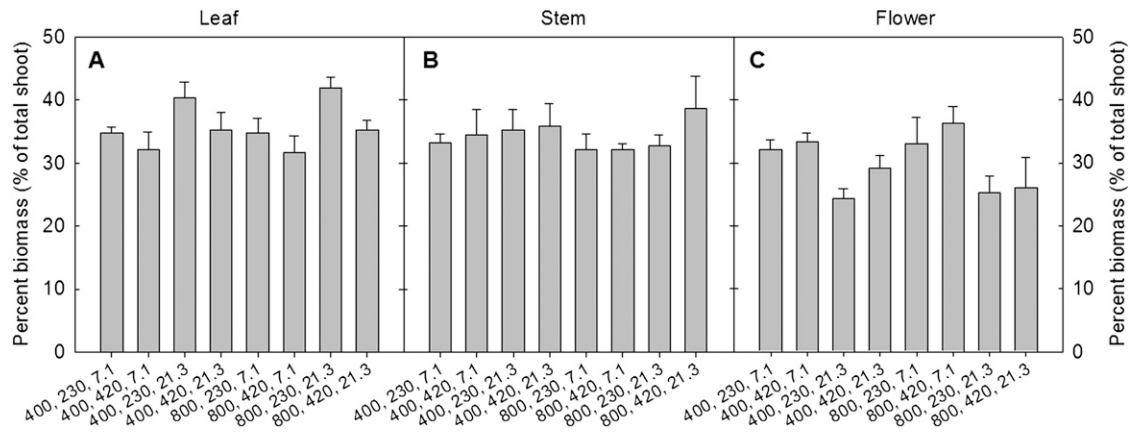 Leaf Stem Flower
Percent biomass (% of total shoot)
50
40
30
20
10
0
A
B
C
50
40
30
20
10
0
Percent biomass (% of total shoot)
400, 230, 7.1
400, 420, 7.1
400, 230, 21.3
400, 420, 21.3
800, 230, 7.1
800, 420, 7.1
800, 230, 21.3
800, 420, 21.3
400, 230, 7.1
400, 420, 7.1
400, 230, 21.3
400, 420, 21.3
800, 230, 7.1
800, 420, 7.1
800, 230, 21.3
800, 420, 21.3
400, 230, 7.1
400, 420, 7.1
400, 230, 21.3
400, 420, 21.3
800, 230, 7.1
800, 420, 7.1
800, 230, 21.3
800, 420, 21.3